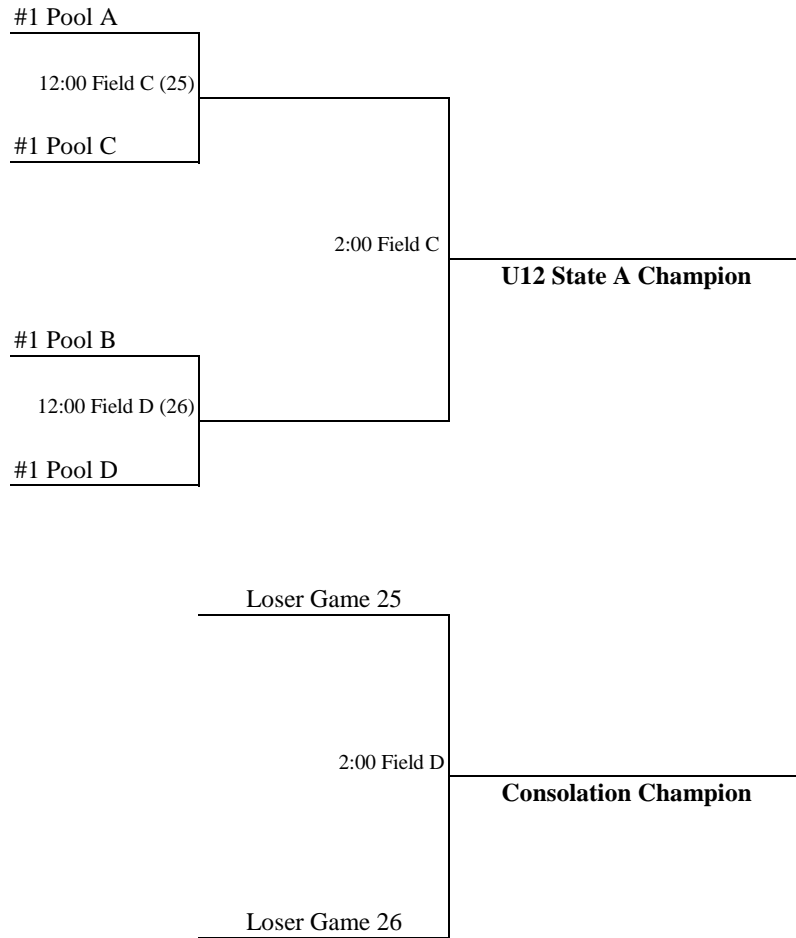 #1 Pool A
12:00 Field C (25)
#1 Pool C
2:00 Field C
U12 State A Champion
#1 Pool B
12:00 Field D (26)
#1 Pool D
Loser Game 25
2:00 Field D
Consolation Champion
Loser Game 26